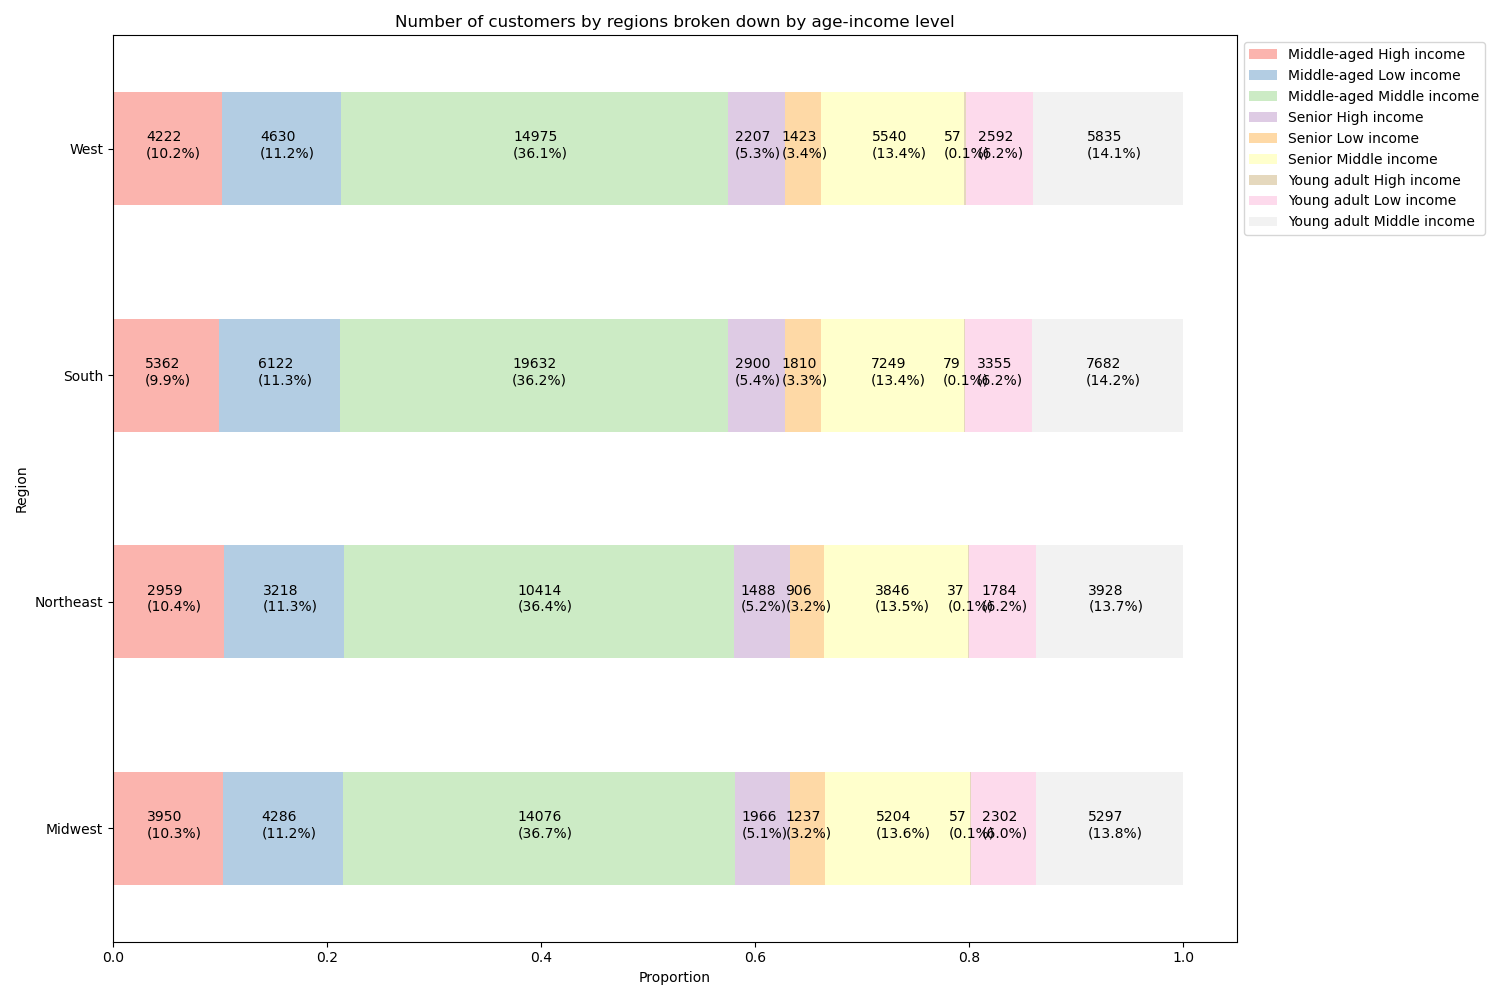 Number of customers by regions broken down by age-income level
Middle-aged High income
Middle-aged Low income
Middle-aged Middle income
Senior High income
Senior Low income
Senior Middle income
Young adult High income
Young adult Low income
Young adult Middle income
Region
West
4222 4630 14975 2207 1423 5540 57 2592 5835
(10.2%) (11.2%) (36.1%) (5.3%) (3.4%) (13.4%) (0.1%) (6.2%) (14.1%)
South
5362 6122 19632 2900 1810 7249 79 3355 7682
(9.9%) (11.3%) (36.2%) (5.4%) (3.3%) (13.4%) (0.1%) (6.2%) (14.2%)
Northeast
2959 3218 10414 1488 906 3846 37 1784 3928
(10.4%) (11.3%) (36.4%) (5.2%) (3.2%) (13.5%) (0.1%) (6.2%) (13.7%)
Midwest
3950 4286 14076 1966 1237 5204 57 2302 5297
(10.3%) (11.2%) (36.7%) (5.1%) (3.2%) (13.6%) (0.1%) (6.0%) (13.8%)
0.0 0.2 0.4 0.6 0.8 1.0
Proportion